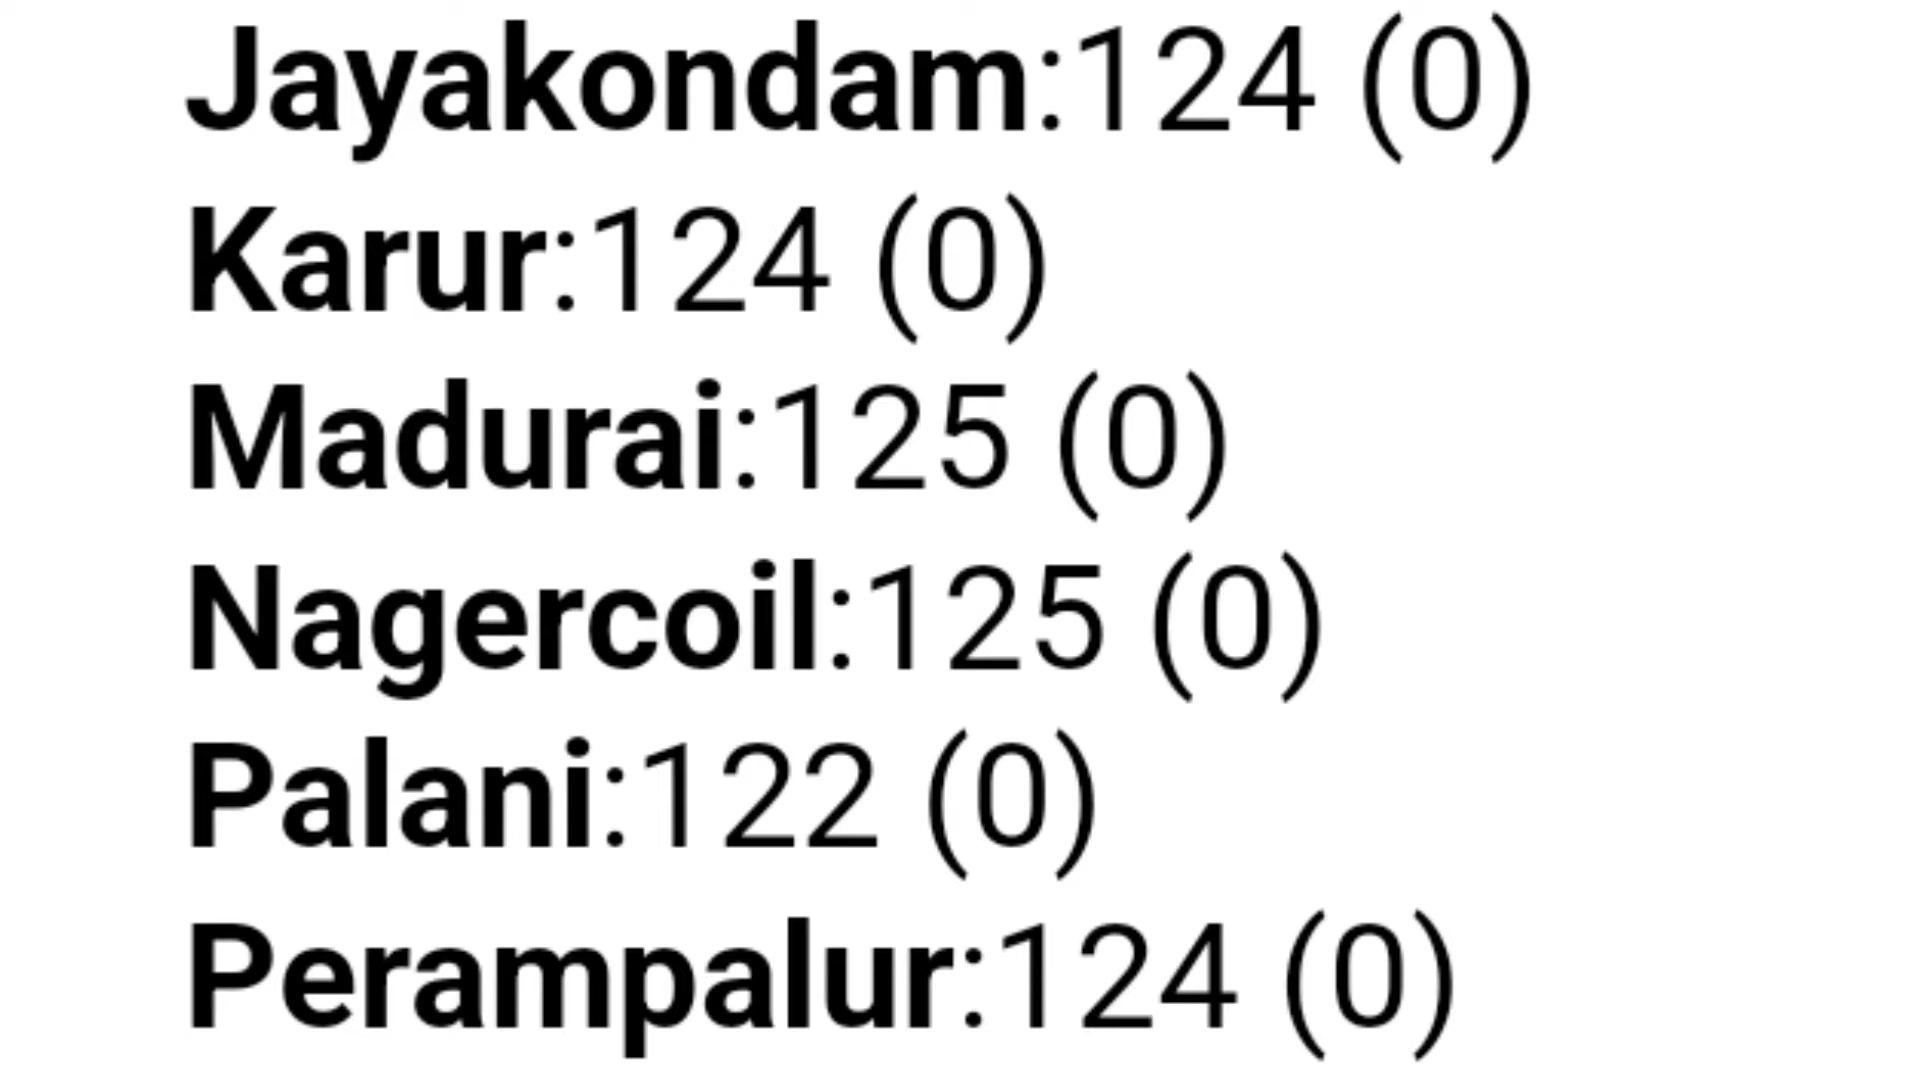 Jayakondam:124 (0)
Karur:124 (0)
Madurai:125 (0)
Nagercoil:125 (0)
Palani:122 (0)
Perampalur:124 (0)